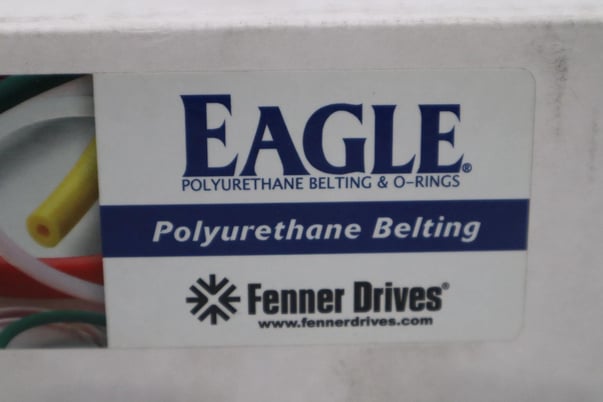 EAGLE®
POLYURETHANE BELTING & O-RINGS
Polyurethane Belting
Fenner Drives®
www.fennerdrives.com